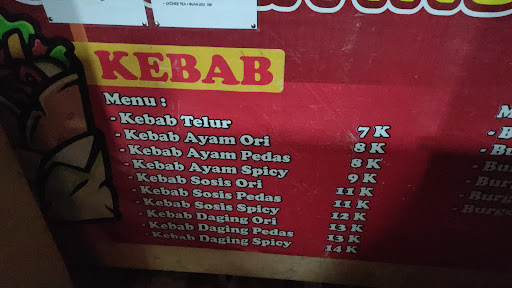 KEBAB
Menu :
- Kebab Telur 7 K
- Kebab Ayam Ori 8 K
- Kebab Ayam Pedas 8 K
- Kebab Ayam Spicy 9 K
- Kebab Sosis Ori 11 K
- Kebab Sosis Pedas 11 K
- Kebab Sosis Spicy 12 K
- Kebab Daging Ori 13 K
- Kebab Daging Pedas 13 K
- Kebab Daging Spicy 14 K